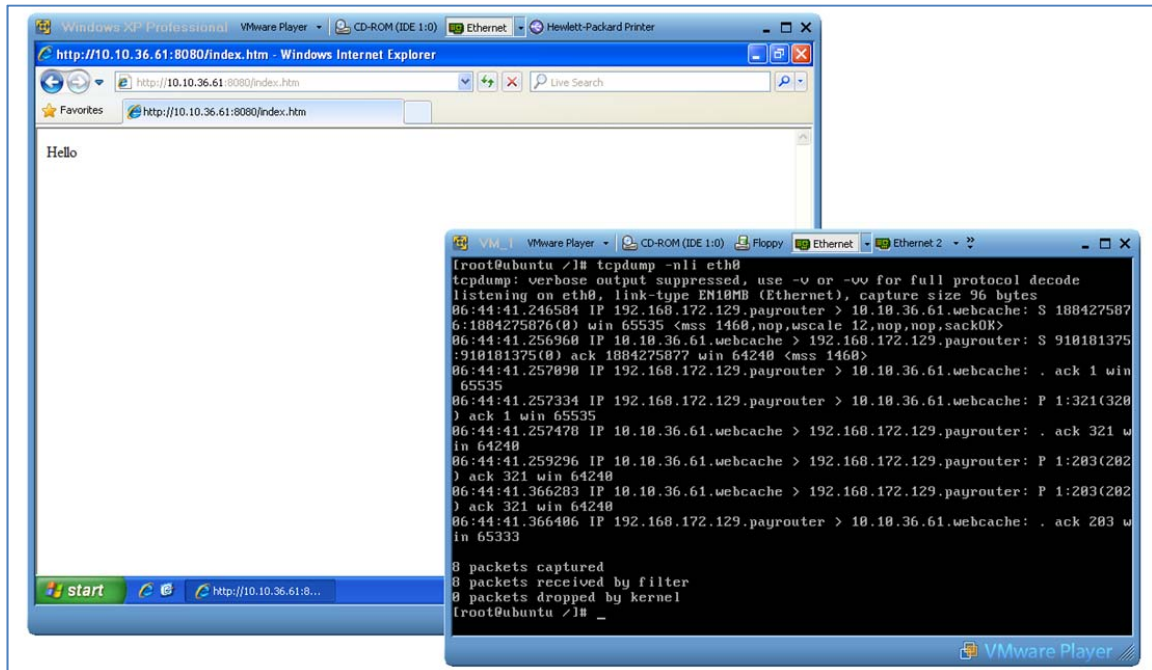 Windows XP Professional VMware Player CD-ROM (IDE 1:0) Ethernet Hewlett-Packard Printer
http://10.10.36.61:8080/index.htm - Windows Internet Explorer
http://10.10.36.61:8080/index.htm Live Search
Favorites http://10.10.36.61:8080/index.htm
Hello
start http://10.10.36.61:8...
VM_1 VMware Player CD-ROM (IDE 1:0) Floppy Ethernet Ethernet 2
[root@ubuntu /]# tcpdump -nli eth0
tcpdump: verbose output suppressed, use -v or -vv for full protocol decode
listening on eth0, link-type EN10MB (Ethernet), capture size 96 bytes
06:44:41.246584 IP 192.168.172.129.payrouter > 10.10.36.61.webcache: S 188427587
6:1884275876(0) win 65535 <mss 1460,nop,wscale 12,nop,nop,sackOK>
06:44:41.256960 IP 10.10.36.61.webcache > 192.168.172.129.payrouter: S 910181375
:910181375(0) ack 1884275877 win 64240 <mss 1460>
06:44:41.257090 IP 192.168.172.129.payrouter > 10.10.36.61.webcache: . ack 1 win
65535
06:44:41.257334 IP 192.168.172.129.payrouter > 10.10.36.61.webcache: P 1:321(320
) ack 1 win 65535
06:44:41.257478 IP 10.10.36.61.webcache > 192.168.172.129.payrouter: . ack 321 w
in 64240
06:44:41.259296 IP 10.10.36.61.webcache > 192.168.172.129.payrouter: P 1:203(202
) ack 321 win 64240
06:44:41.366283 IP 10.10.36.61.webcache > 192.168.172.129.payrouter: P 1:203(202
) ack 321 win 64240
06:44:41.366406 IP 192.168.172.129.payrouter > 10.10.36.61.webcache: . ack 203 w
in 65333
8 packets captured
8 packets received by filter
0 packets dropped by kernel
[root@ubuntu /]# _
VMware Player